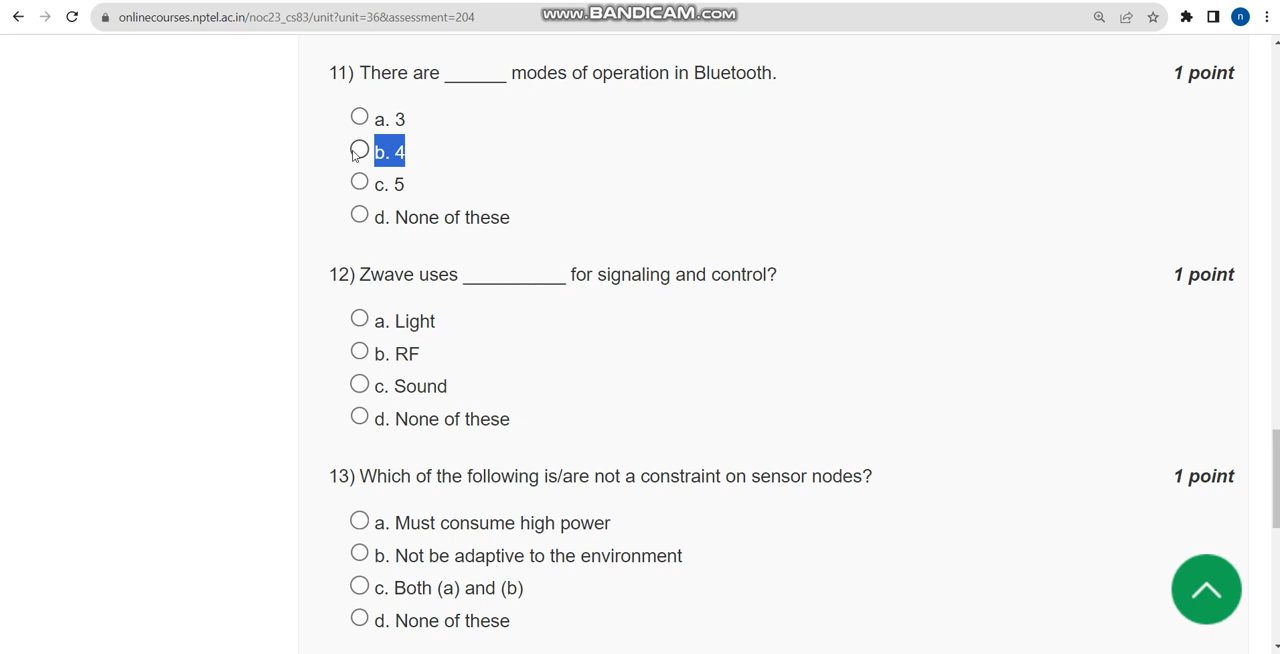 onlinecourses.nptel.ac.in/noc23_cs83/unit?unit=36&assessment=204
www.BANDICAM.com
n
11) There are ______ modes of operation in Bluetooth.
1 point
a. 3
b. 4
c. 5
d. None of these
12) Zwave uses __________ for signaling and control?
1 point
a. Light
b. RF
c. Sound
d. None of these
13) Which of the following is/are not a constraint on sensor nodes?
1 point
a. Must consume high power
b. Not be adaptive to the environment
c. Both (a) and (b)
d. None of these